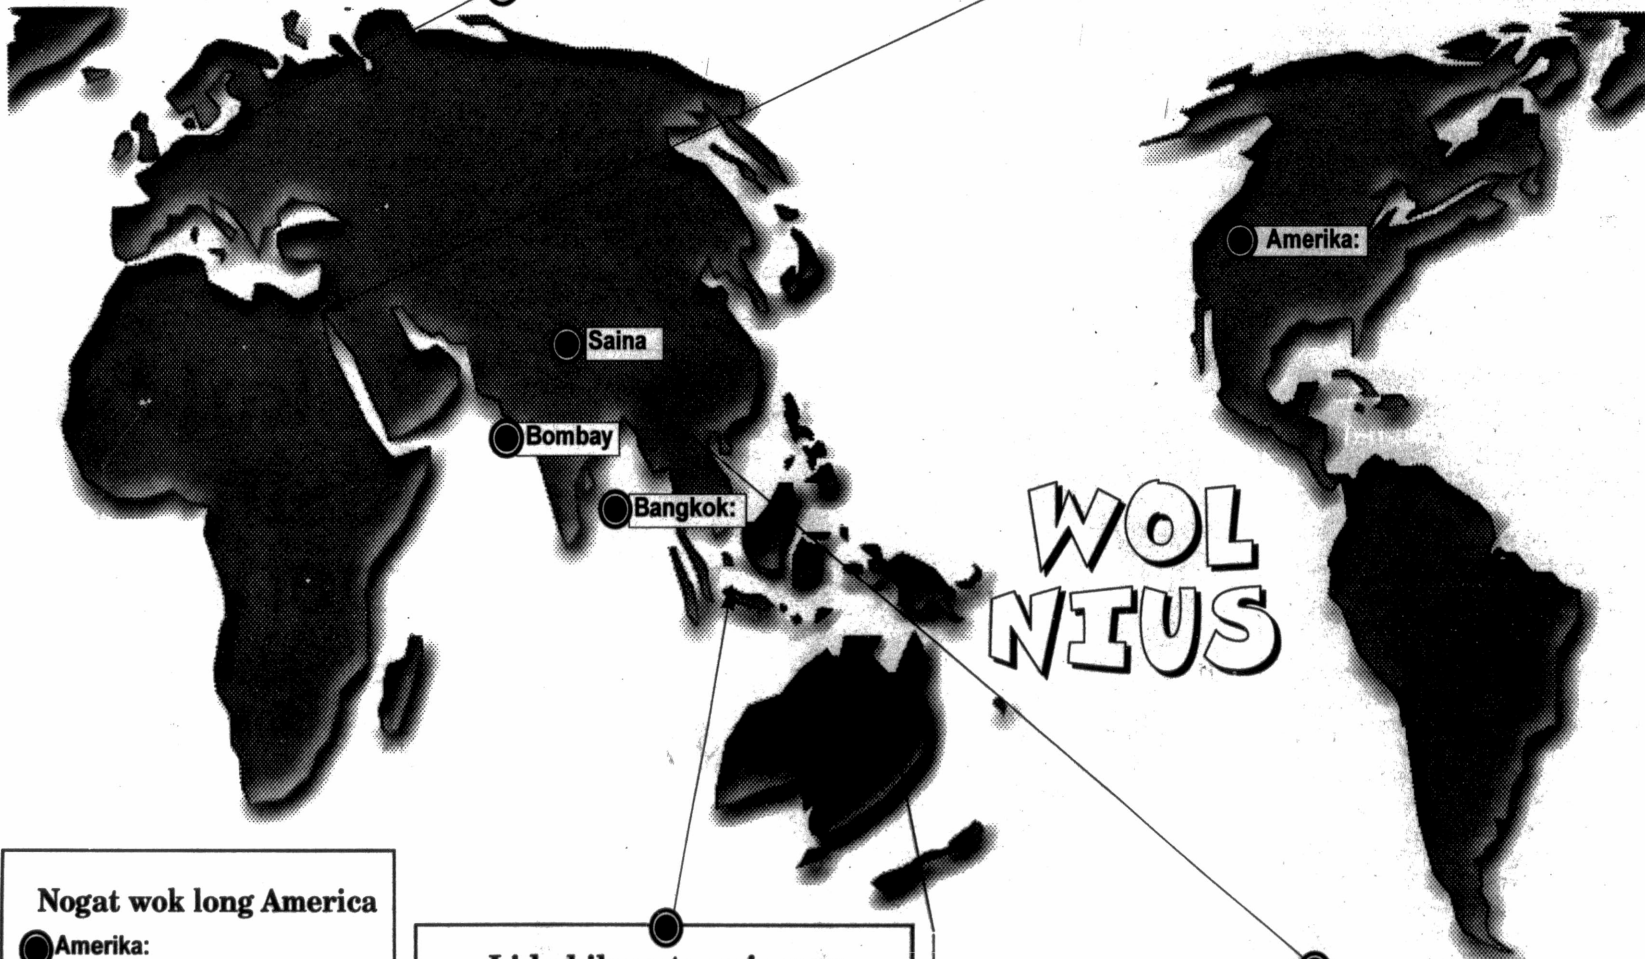 Amerika:
Saina
Bombay
Bangkok:
WOL
NIUS
Nogat wok long America
Amerika: